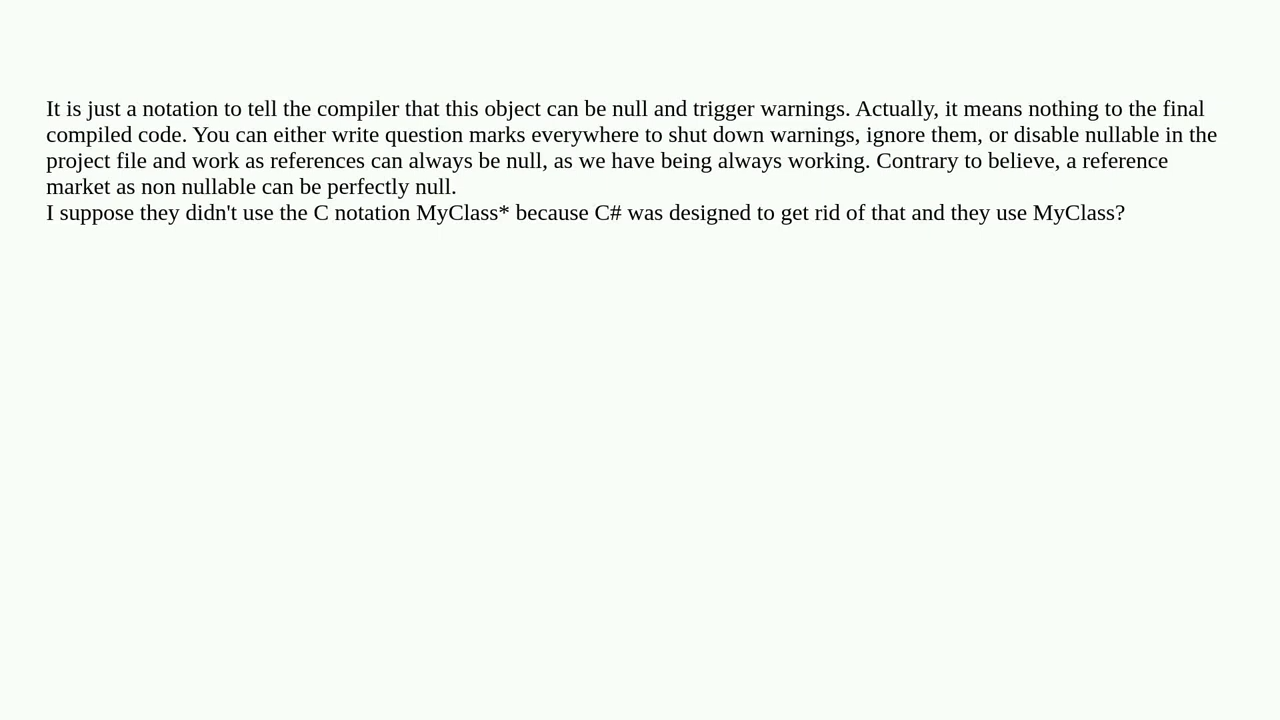 It is just a notation to tell the compiler that this object can be null and trigger warnings. Actually, it means nothing to the final
compiled code. You can either write question marks everywhere to shut down warnings, ignore them, or disable nullable in the
project file and work as references can always be null, as we have being always working. Contrary to believe, a reference
market as non nullable can be perfectly null.
I suppose they didn't use the C notation MyClass* because C# was designed to get rid of that and they use MyClass?